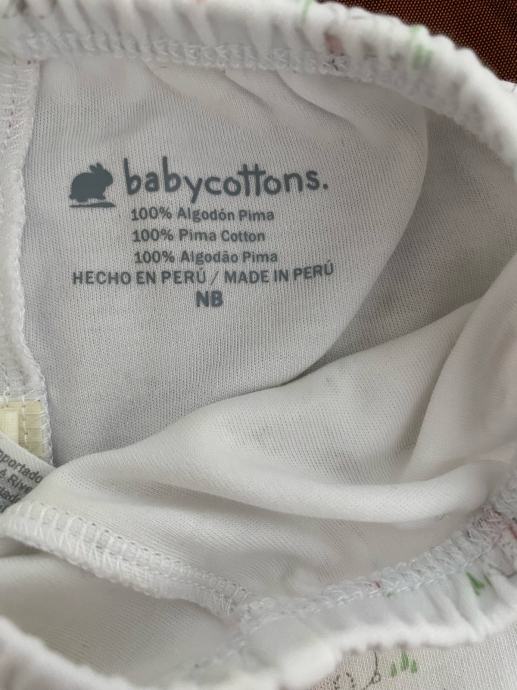 babycottons.
100% Algodón Pima
100% Pima Cotton
100% Algodão Pima
HECHO EN PERÚ / MADE IN PERÚ
NB